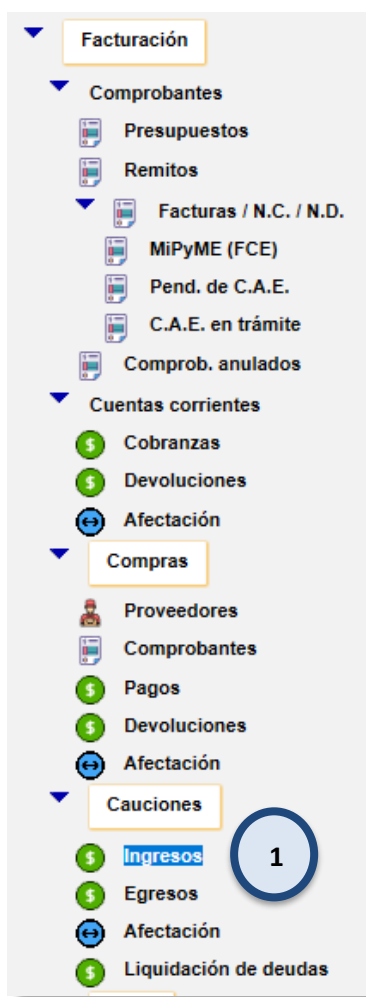 Facturación
Comprobantes
Presupuestos
Remitos
Facturas / N.C. / N.D.
MiPyME (FCE)
Pend. de C.A.E.
C.A.E. en trámite
Comprob. anulados
Cuentas corrientes
$ Cobranzas
$ Devoluciones
Afectación
Compras
Proveedores
Comprobantes
$ Pagos
$ Devoluciones
Afectación
Cauciones
$ Ingresos 1
$ Egresos
Afectación
$ Liquidación de deudas